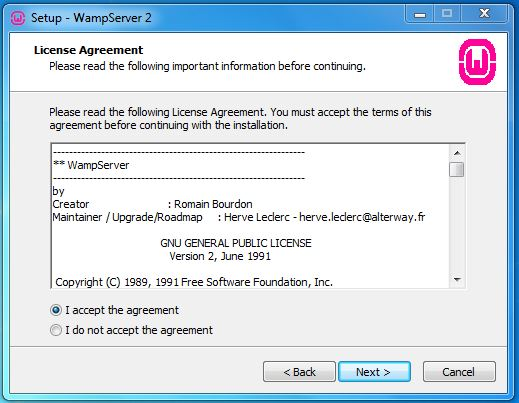 Setup - WampServer 2
License Agreement
Please read the following important information before continuing.
Please read the following License Agreement. You must accept the terms of this
agreement before continuing with the installation.
------------------------------------------------------------
** WampServer
------------------------------------------------------------
by
Creator : Romain Bourdon
Maintainer / Upgrade/Roadmap : Herve Leclerc - herve.leclerc@alterway.fr
GNU GENERAL PUBLIC LICENSE
Version 2, June 1991
Copyright (C) 1989, 1991 Free Software Foundation, Inc.
I accept the agreement
I do not accept the agreement
< Back
Next >
Cancel